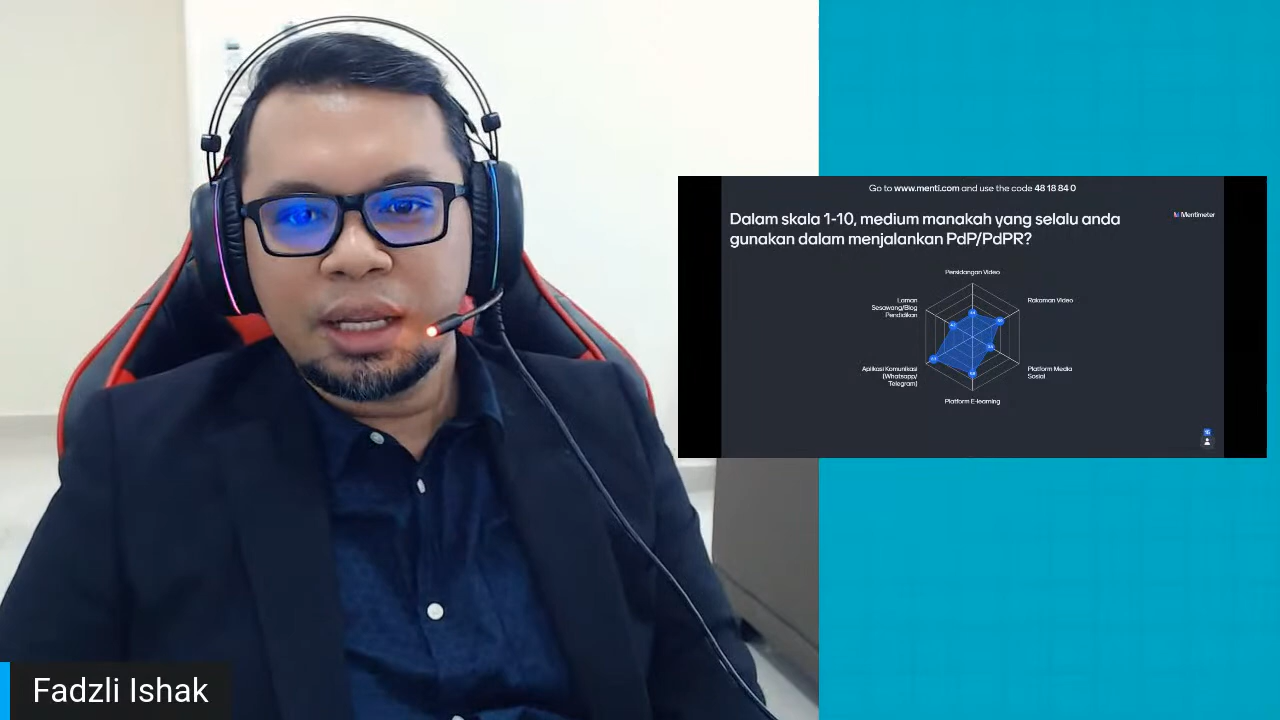 Go to www.menti.com and use the code 48 18 84 0
Dalam skala 1-10, medium manakah yang selalu anda
gunakan dalam menjalankan PdP/PdPR?
Mentimeter
Persidangan Video
Laman
Sesawang/Blog
Pendidikan
Rakaman Video
Aplikasi Komunikasi
(Whatsapp/
Telegram)
Platform Media
Sosial
Platform E-learning
Fadzli Ishak